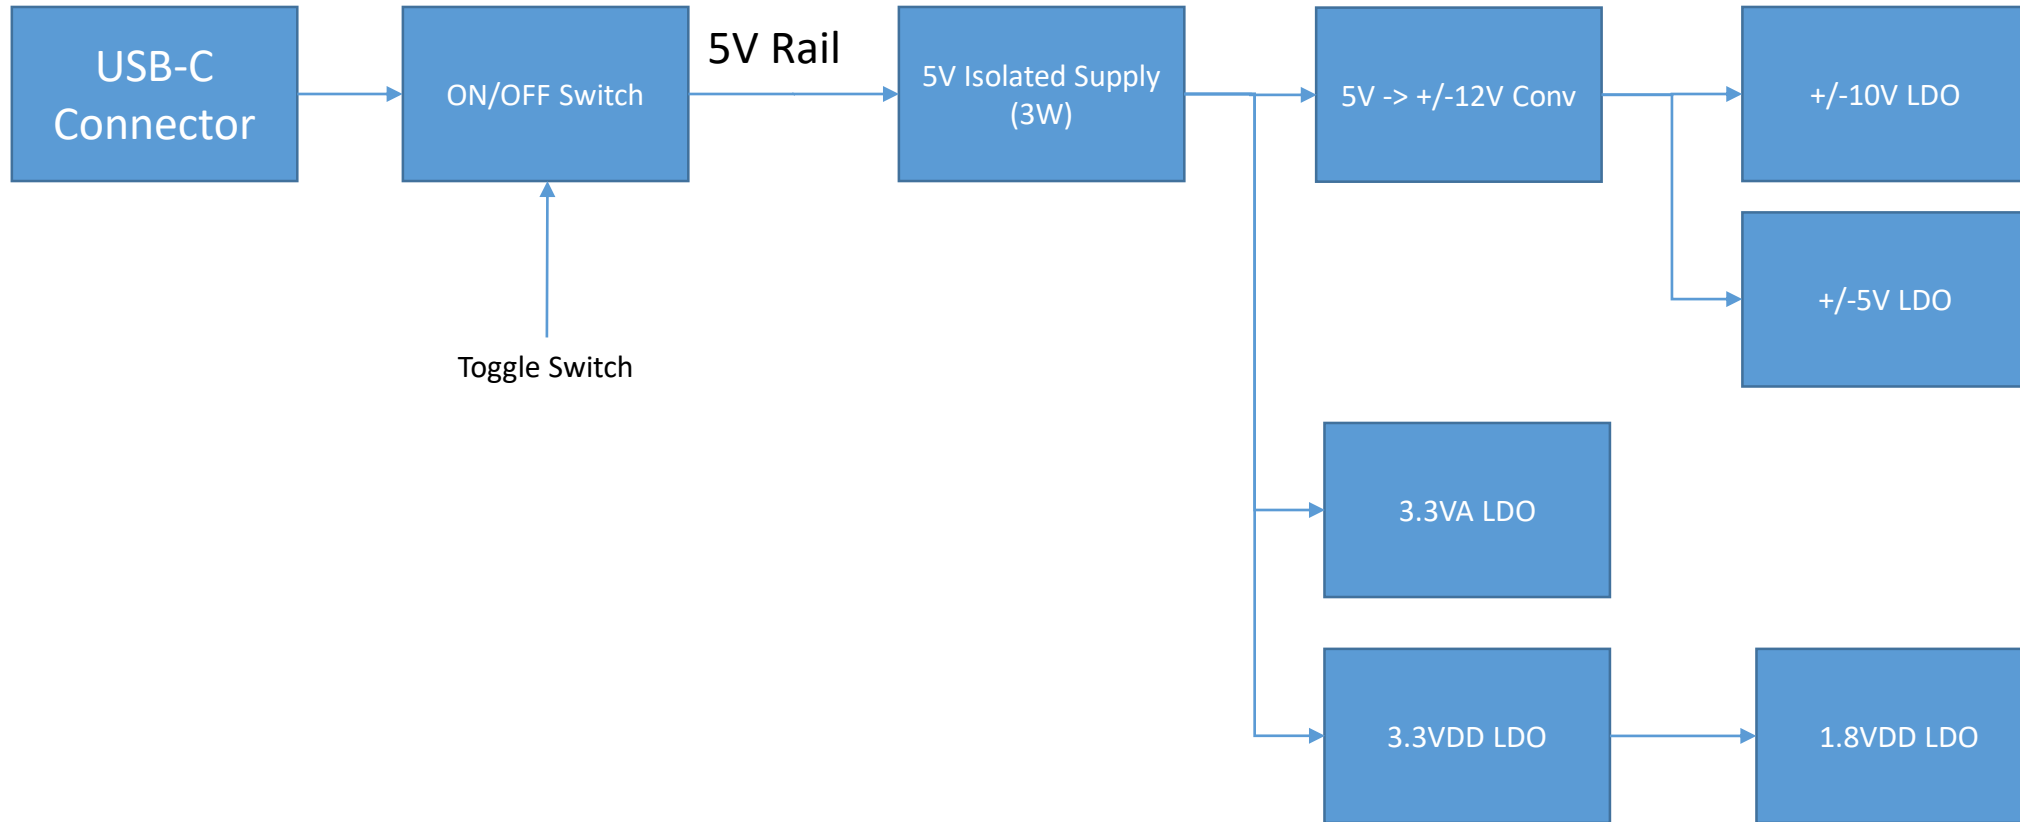 USB-C
Connector
ON/OFF Switch
5V Rail
5V Isolated Supply
(3W)
5V -> +/-12V Conv
+/-10V LDO
+/-5V LDO
Toggle Switch
3.3VA LDO
3.3VDD LDO
1.8VDD LDO